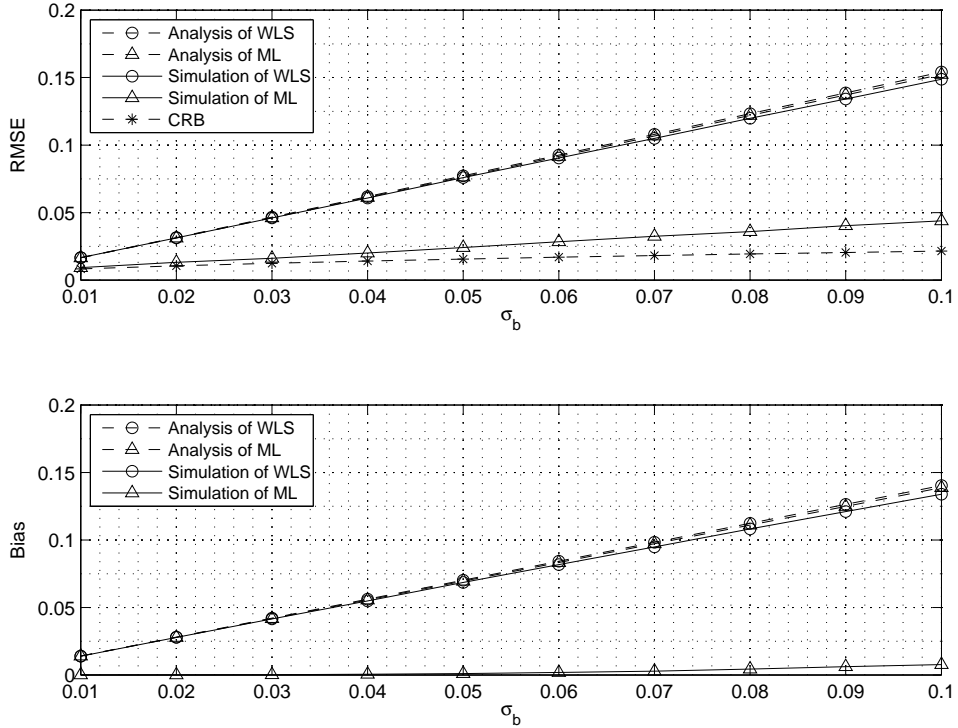 0.2
0.15
0.1
0.05
0
RMSE
Analysis of WLS
Analysis of ML
Simulation of WLS
Simulation of ML
CRB
0.01 0.02 0.03 0.04 0.05 0.06 0.07 0.08 0.09 0.1
σb
0.2
0.15
0.1
0.05
0
Bias
Analysis of WLS
Analysis of ML
Simulation of WLS
Simulation of ML
0.01 0.02 0.03 0.04 0.05 0.06 0.07 0.08 0.09 0.1
σb